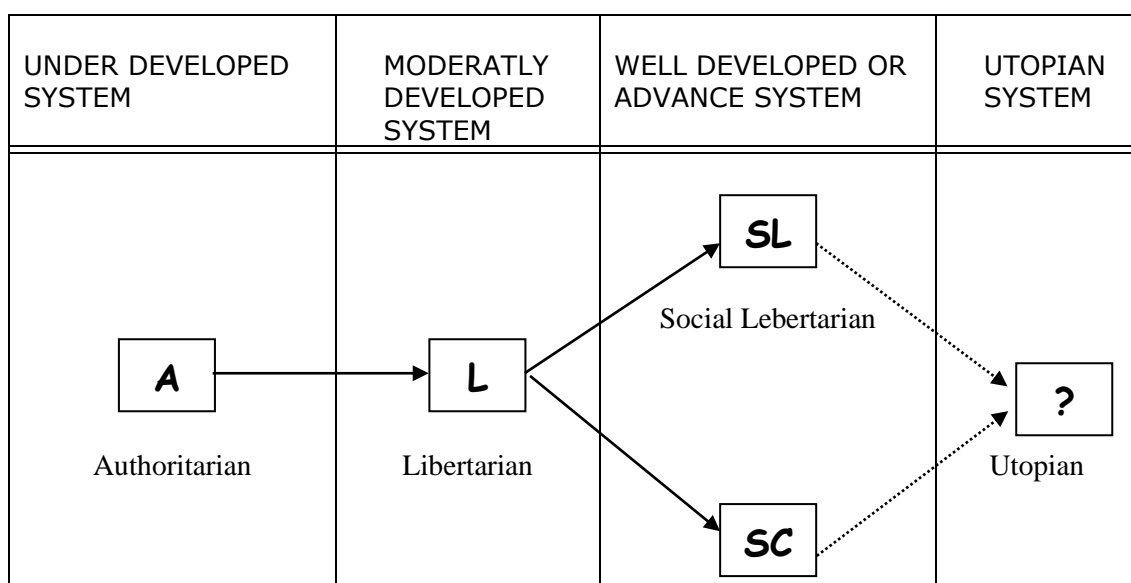 UNDER DEVELOPED
SYSTEM
MODERATLY
DEVELOPED
SYSTEM
WELL DEVELOPED OR
ADVANCE SYSTEM
UTOPIAN
SYSTEM
SL
Social Lebertarian
A
L
?
Authoritarian
Libertarian
Utopian
SC